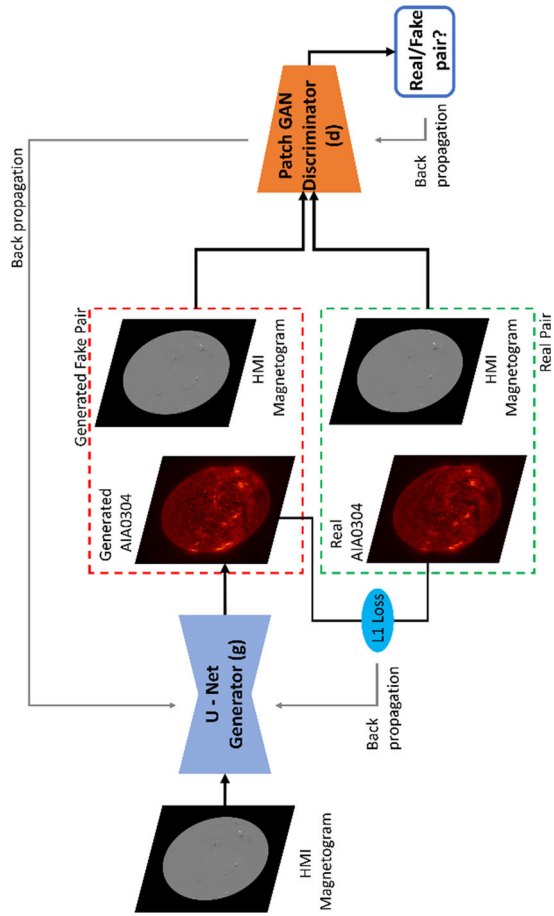 Back propagation
Generated Fake Pair
HMI
Magnetogram
U - Net
Generator (g)
Generated
AIA0304
HMI
Magnetogram
Patch GAN
Discriminator
(d)
Real/Fake
pair?
Back
propagation
L1 Loss
Back
propagation
Real
AIA0304
HMI
Magnetogram
Real Pair